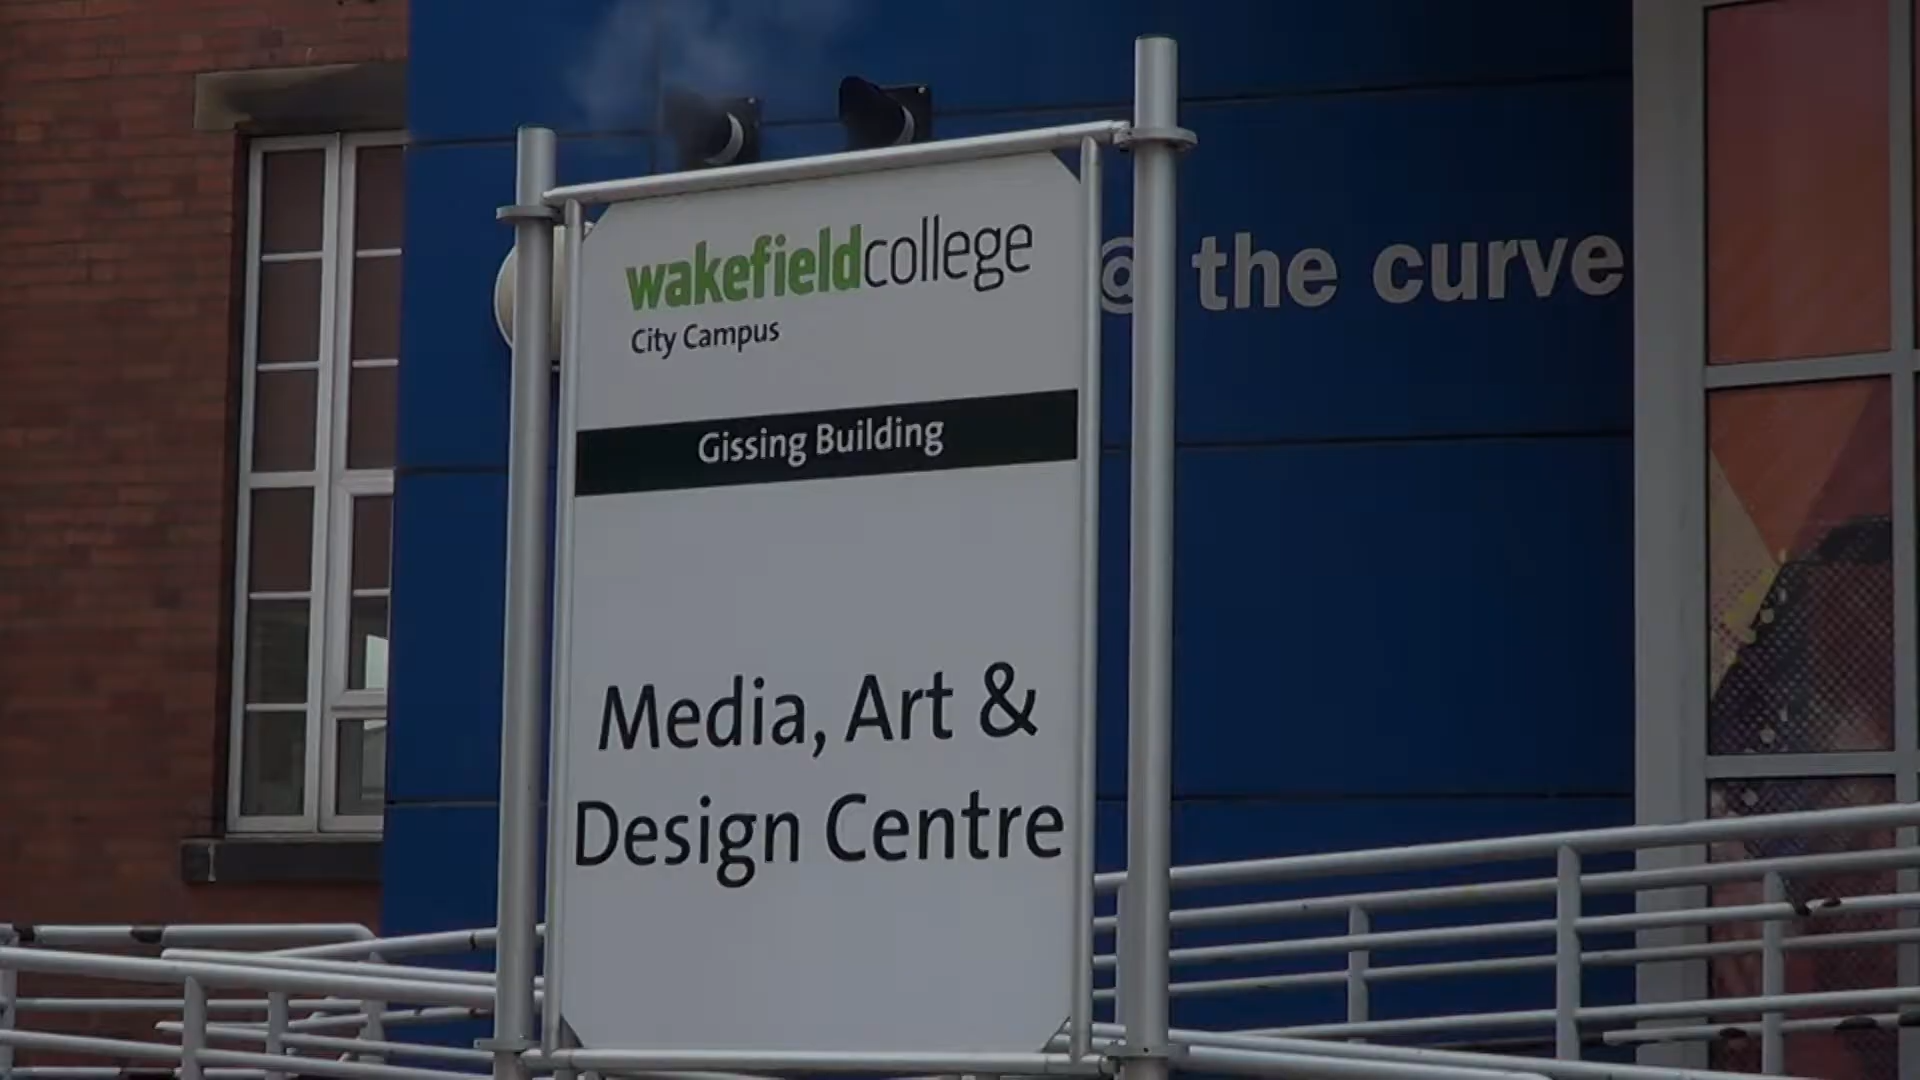 wakefieldcollege
City Campus
@ the curve
Gissing Building
Media, Art &
Design Centre